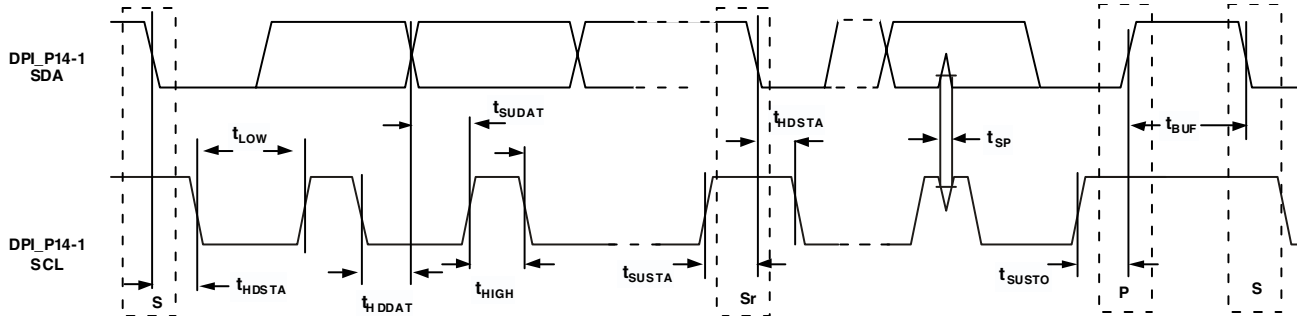 DPI_P14-1
SDA
tSUDAT
tLOW
tHDSTA
tSP
tBUF
DPI_P14-1
SCL
tHDSTA
tHDDAT
tHIGH
tSUSTA
tSUSTO
S
Sr
P
S